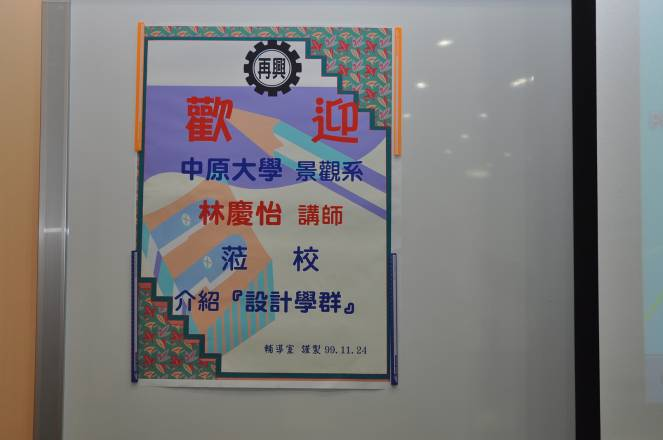 再興
歡 迎
中原大學 景觀系
林慶怡 講師
蒞 校
介紹『設計學群』
輔導室 謹製 99.11.24